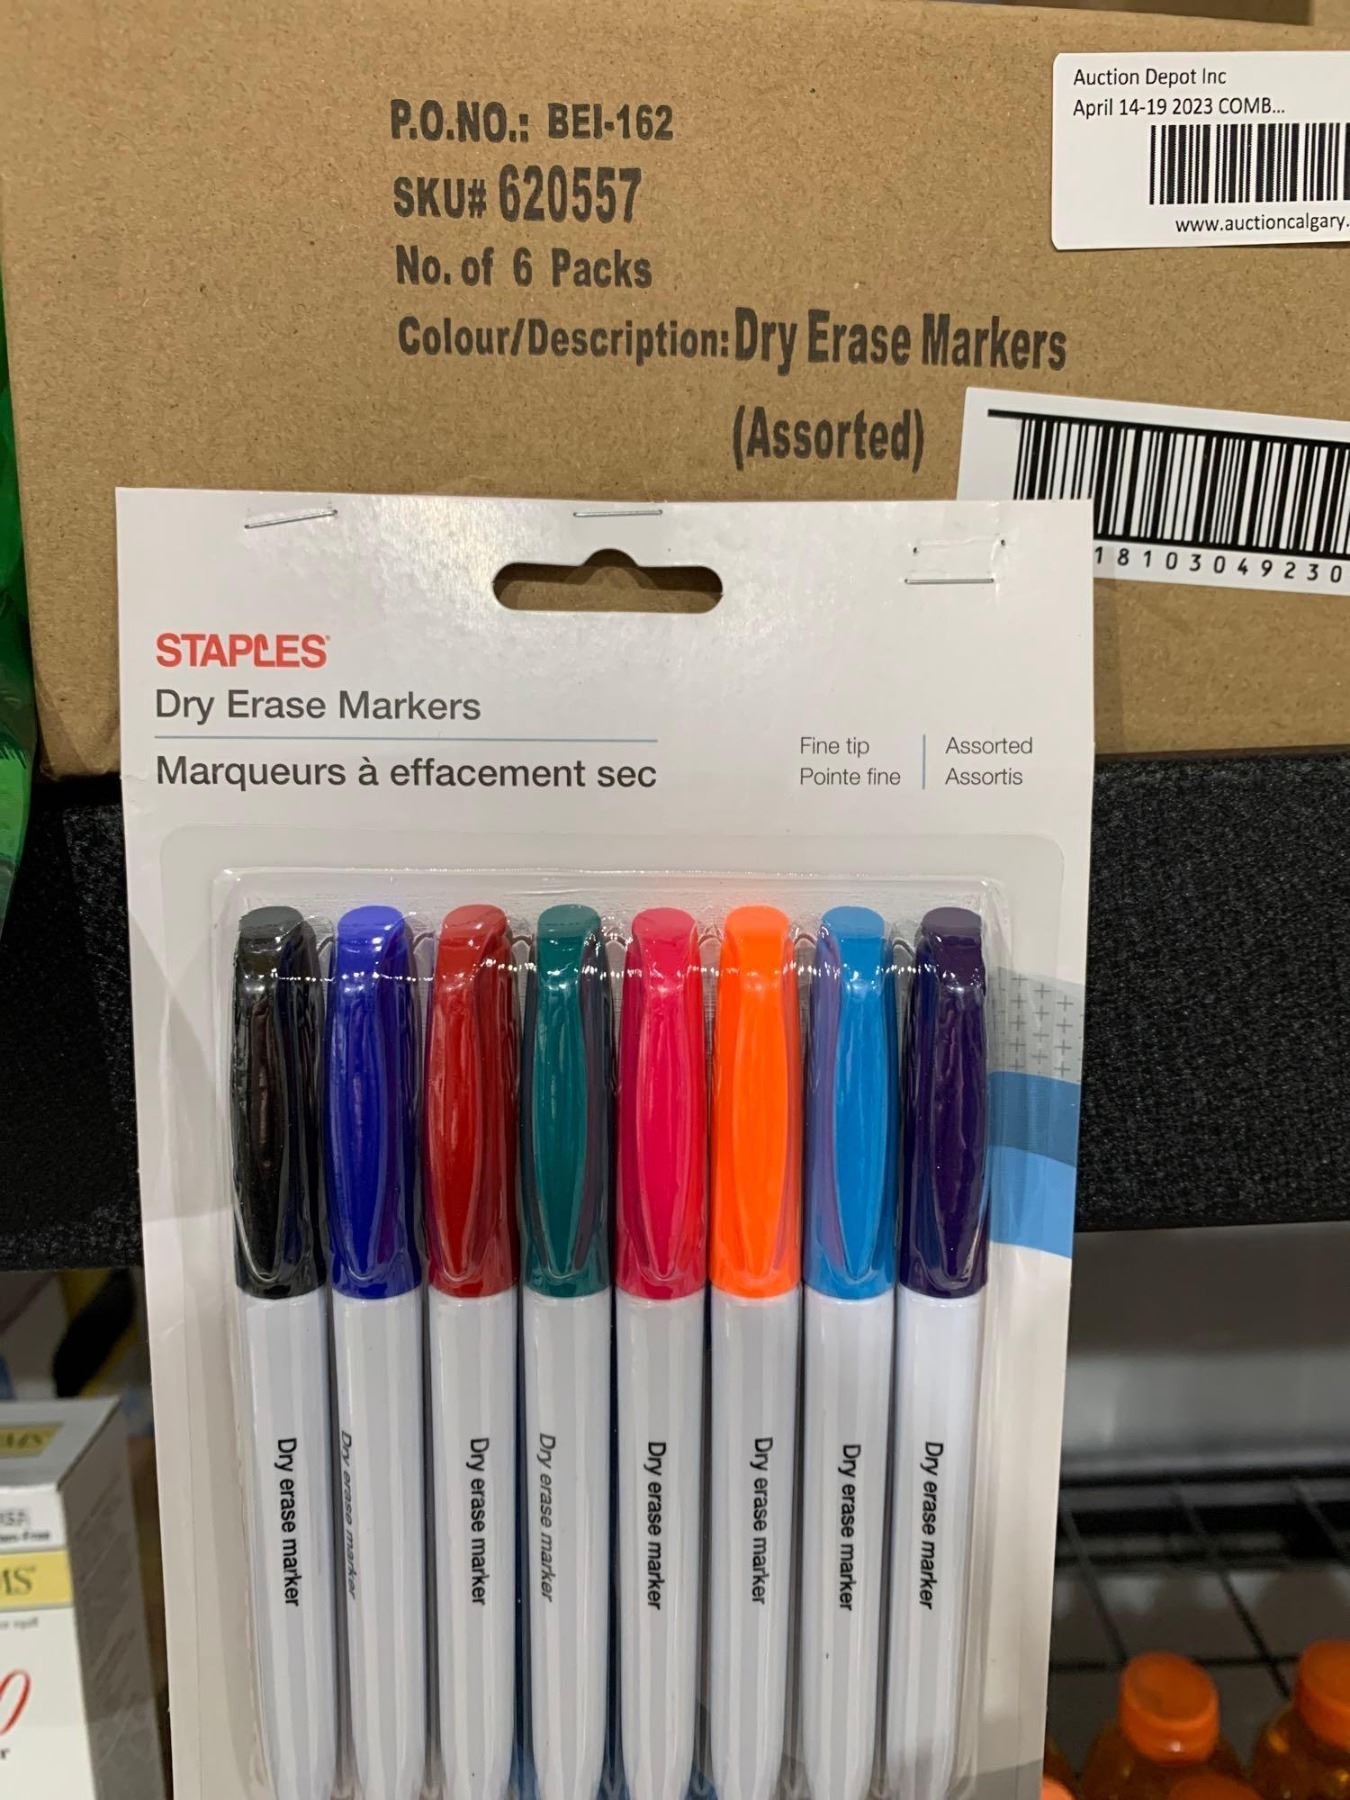 Auction Depot Inc
April 14-19 2023 COMB...
www.auctioncalgary.
P.O.NO.: BEI-162
SKU# 620557
No. of 6 Packs
Colour/Description: Dry Erase Markers
(Assorted)
18103049230
STAPLES
Dry Erase Markers
Marqueurs à effacement sec
Fine tip
Pointe fine
Assorted
Assortis
Dry erase marker
Dry erase marker
Dry erase marker
Dry erase marker
Dry erase marker
Dry erase marker
Dry erase marker
Dry erase marker